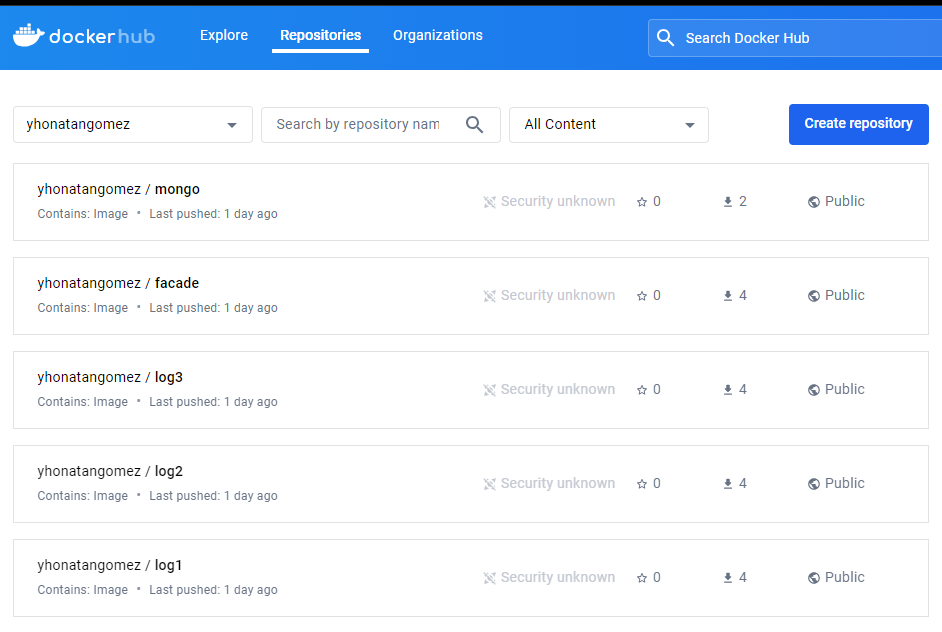 dockerhub Explore Repositories Organizations Search Docker Hub
yhonatangomez Search by repository nam All Content Create repository
yhonatangomez / mongo
Contains: Image • Last pushed: 1 day ago Security unknown 0 2 Public
yhonatangomez / facade
Contains: Image • Last pushed: 1 day ago Security unknown 0 4 Public
yhonatangomez / log3
Contains: Image • Last pushed: 1 day ago Security unknown 0 4 Public
yhonatangomez / log2
Contains: Image • Last pushed: 1 day ago Security unknown 0 4 Public
yhonatangomez / log1
Contains: Image • Last pushed: 1 day ago Security unknown 0 4 Public